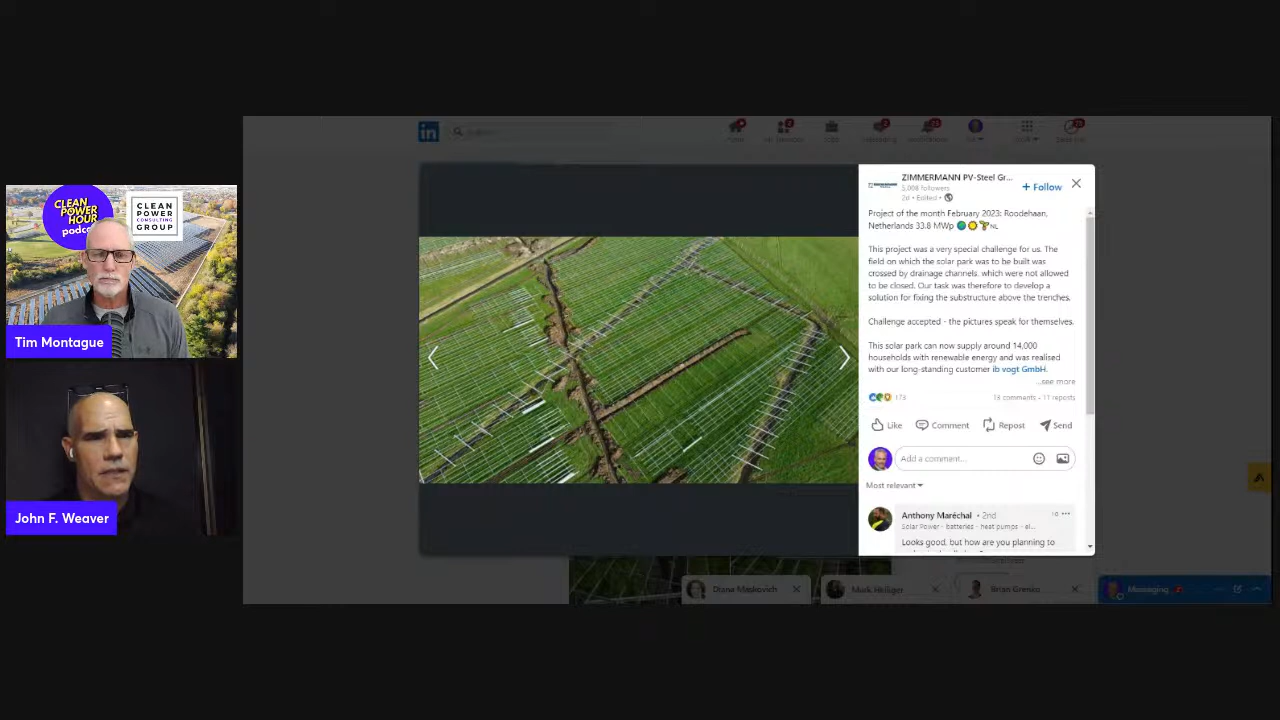 CLEAN
POWER
HOUR
podca
CLEAN
POWER
CONSULTING
GROUP
Tim Montague
John F. Weaver
in
ZIMMERMANN PV-Steel Gr...
5,098 followers
2d • Edited •
+ Follow
Project of the month February 2023: Roodehaan,
Netherlands 33.8 MWp 🌍🌞🌱NL
This project was a very special challenge for us. The
field on which the solar park was to be built was
crossed by drainage channels, which were not allowed
to be closed. Our task was therefore to develop a
solution for fixing the substructure above the trenches.
Challenge accepted - the pictures speak for themselves.
This solar park can now supply around 14,000
households with renewable energy and was realised
with our long-standing customer ib vogt GmbH.
...see more
173
13 comments • 11 reposts
Like
Comment
Repost
Send
Add a comment...
Most relevant
Anthony Maréchal • 2nd
Solar Power - batteries - heat pumps - el...
Looks good, but how are you planning to
Diana Maskovich
Mark Heiliger
Brian Grenko
Messaging